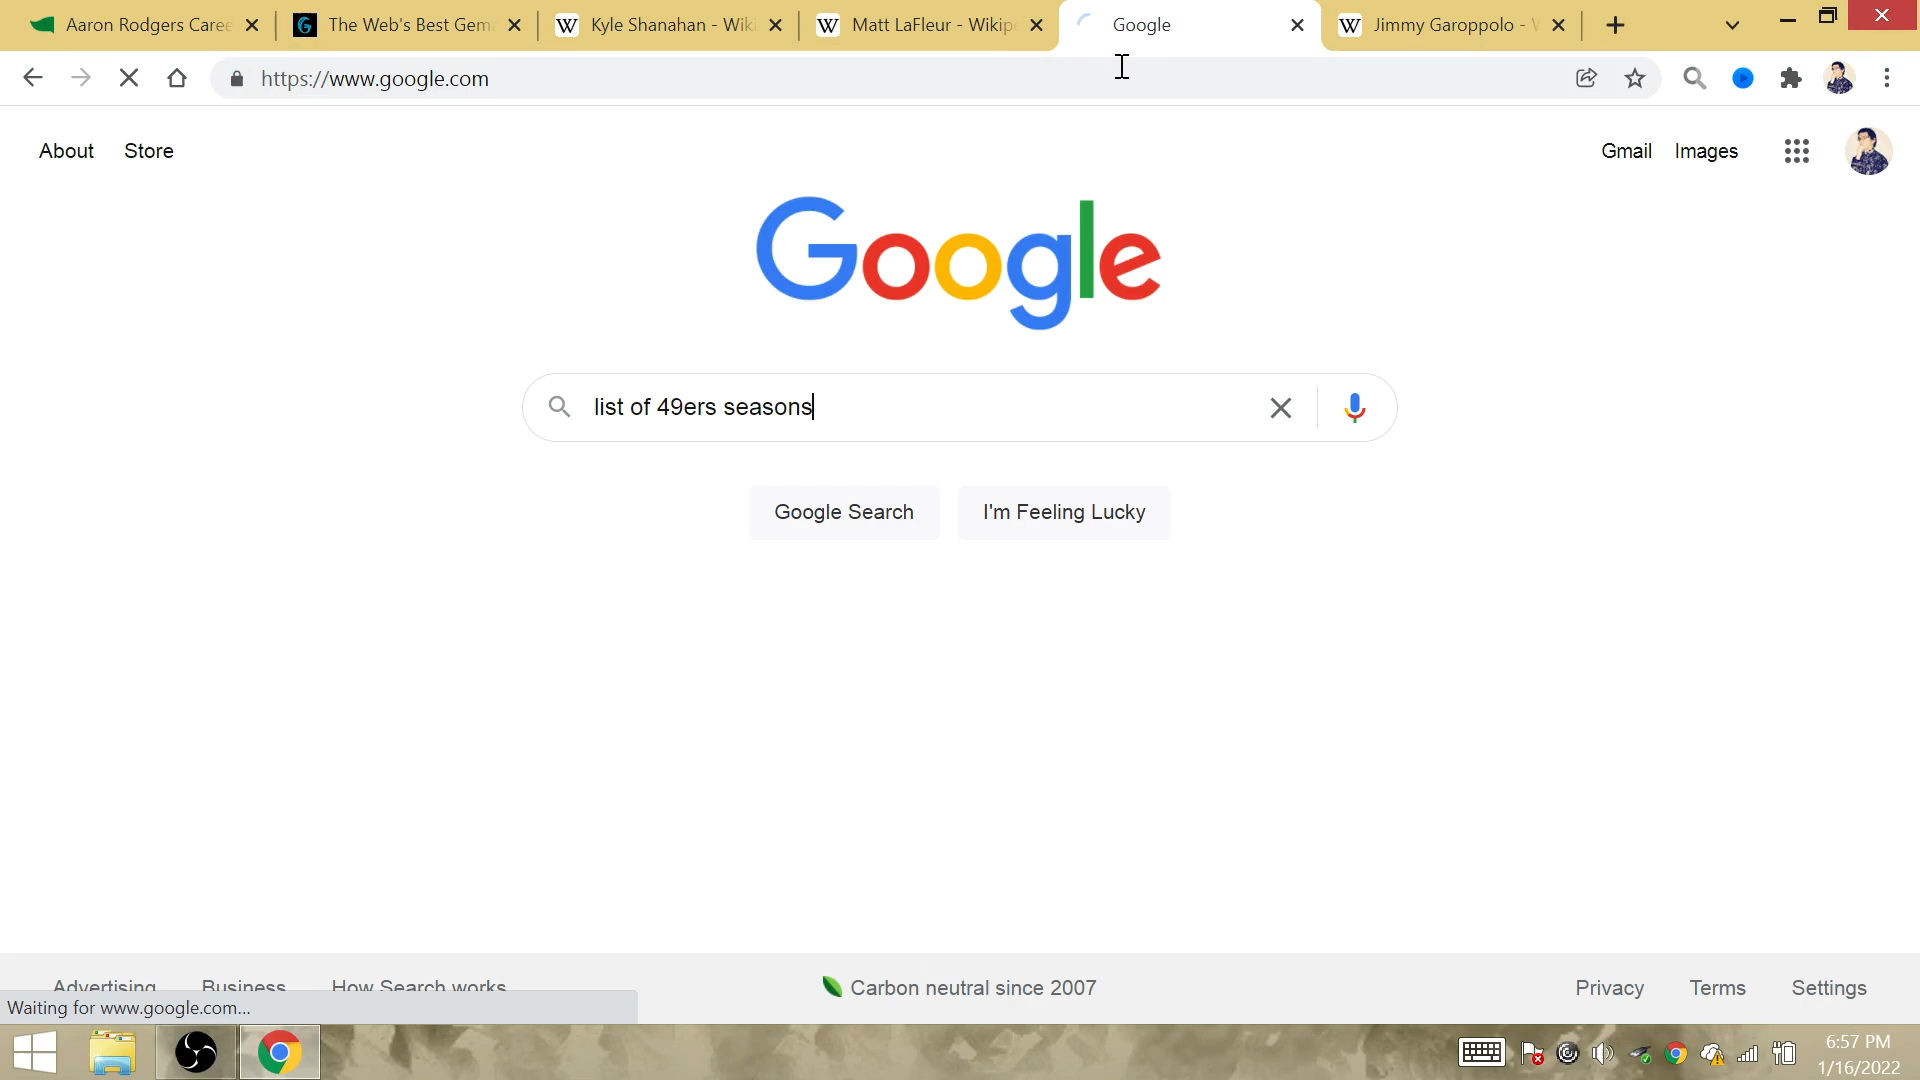 Aaron Rodgers Caree
The Web's Best Gem
Kyle Shanahan - Wiki
Matt LaFleur - Wikipe
Google
Jimmy Garoppolo - W
https://www.google.com
About Store
Gmail Images
Google
list of 49ers seasons
Google Search
I'm Feeling Lucky
Advertising Business How Search works
Carbon neutral since 2007
Privacy Terms Settings
Waiting for www.google.com...
6:57 PM
1/16/2022